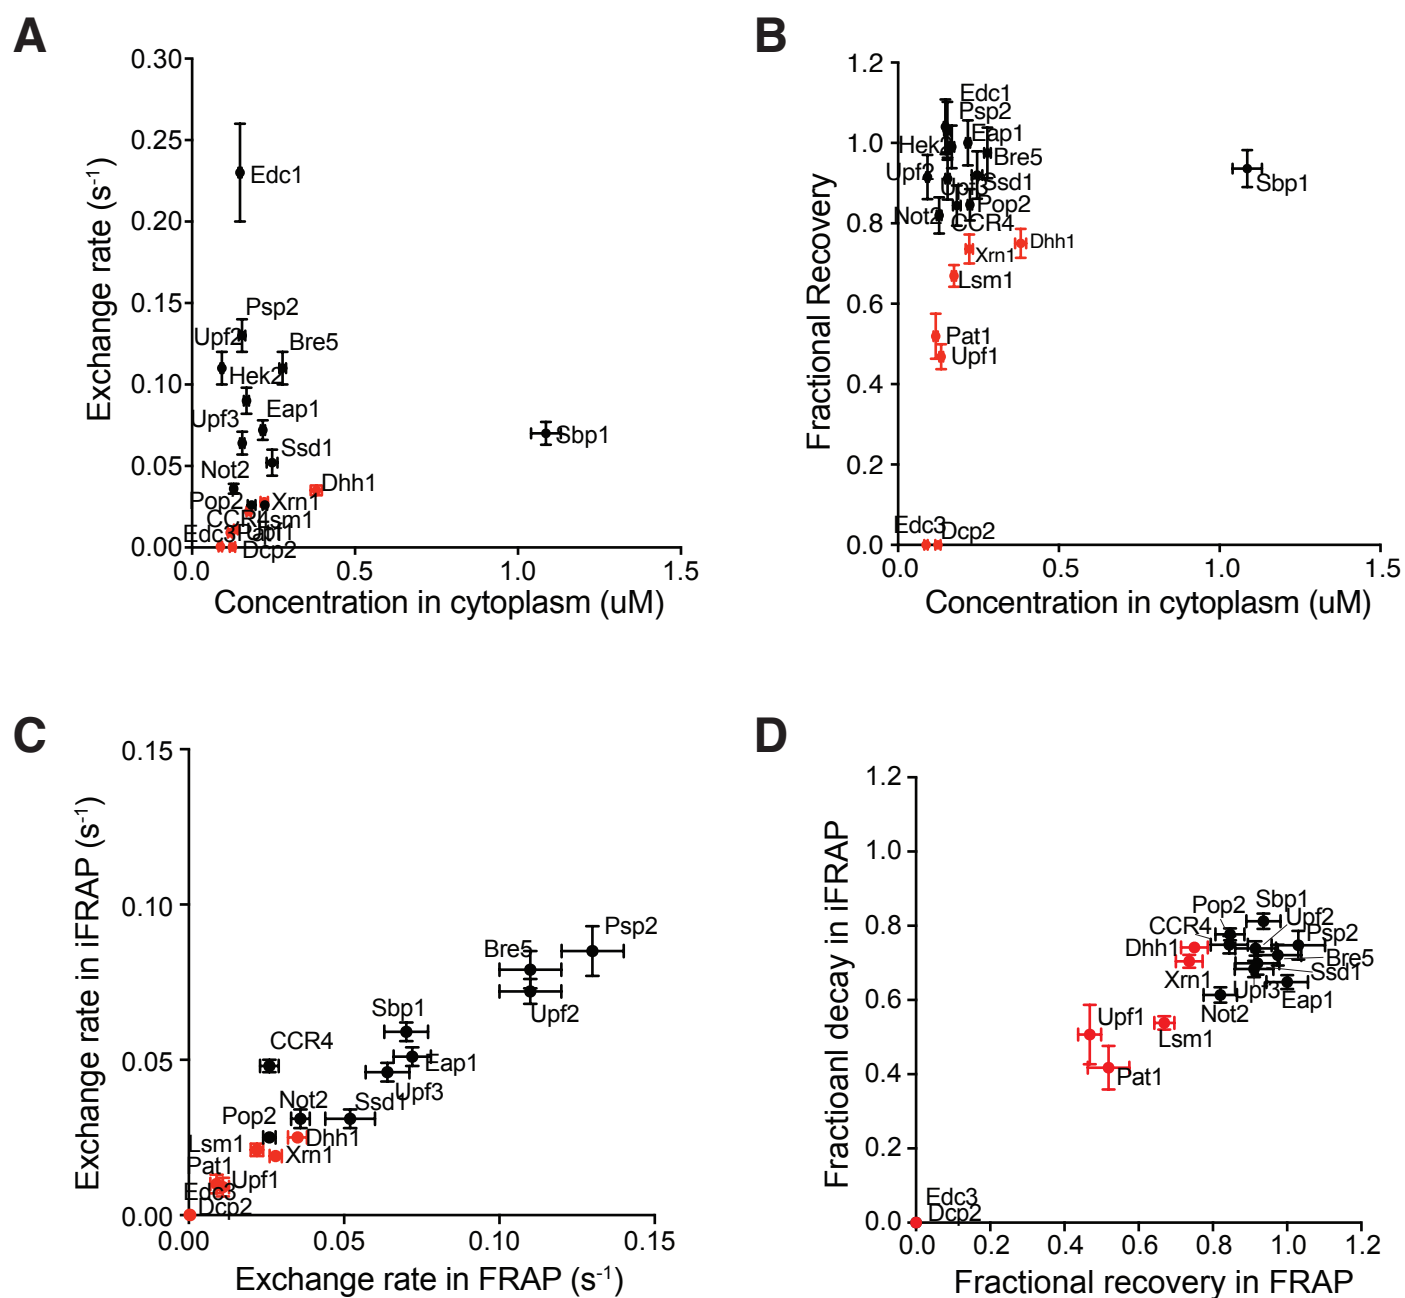 A
0.30
0.25
0.20
0.15
0.10
0.05
0.00
Exchange rate (s-1)
Edc1
Psp2
Upf2
Bre5
Hek2
Eap1
Upf3
Ssd1
Sbp1
Not2
Dhh1
Pop2
Xrn1
CCR4
Lsm1
Edc3
Pat1
Upf1
Dcp2
0.0
0.5
1.0
1.5
Concentration in cytoplasm (uM)
B
1.2
1.0
0.8
0.6
0.4
0.2
0.0
Fractional Recovery
Edc1
Psp2
Eap1
Hek2
Bre5
Upf2
Upf3
Ssd1
Sbp1
Pop2
Not2
CCR4
Dhh1
Xrn1
Lsm1
Pat1
Upf1
Edc3
Dcp2
0.0
0.5
1.0
1.5
Concentration in cytoplasm (uM)
C
0.15
0.10
0.05
0.00
Exchange rate in iFRAP (s-1)
Psp2
Bre5
Upf2
Sbp1
CCR4
Eap1
Upf3
Not2
Ssd1
Pop2
Dhh1
Lsm1
Xrn1
Pat1
Upf1
Edc3
Dcp2
0.00
0.05
0.10
0.15
Exchange rate in FRAP (s-1)
D
1.2
1.0
0.8
0.6
0.4
0.2
0.0
Fractioanl decay in iFRAP
Sbp1
Pop2
Upf2
CCR4
Psp2
Dhh1
Bre5
Ssd1
Xrn1
Upf3
Eap1
Not2
Upf1
Lsm1
Pat1
Edc3
Dcp2
0.0
0.2
0.4
0.6
0.8
1.0
1.2
Fractional recovery in FRAP